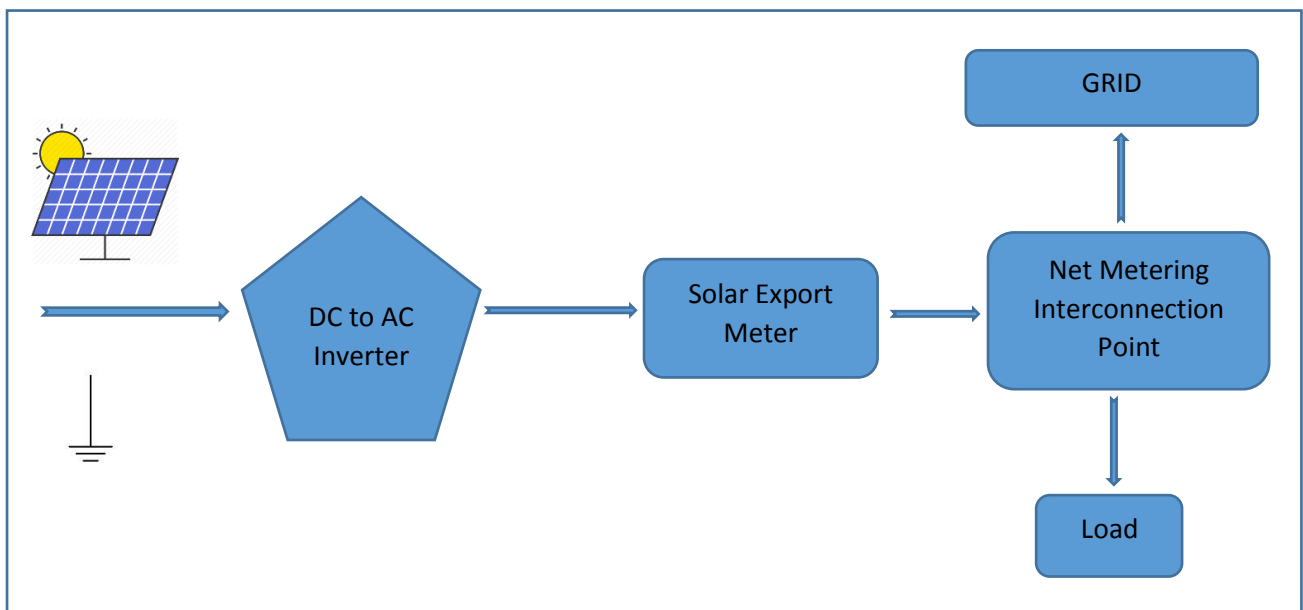 GRID
DC to AC
Inverter
Solar Export
Meter
Net Metering
Interconnection
Point
Load